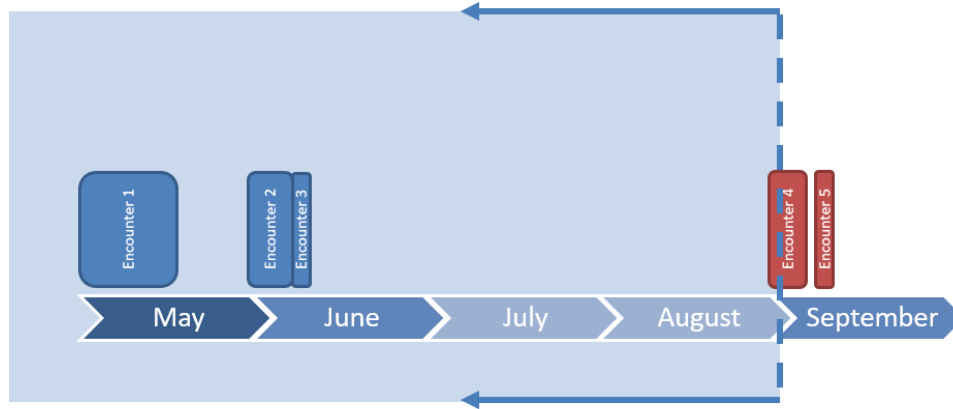 Encounter 1
Encounter 2
Encounter 3
Encounter 4
Encounter 5
May
June
July
August
September